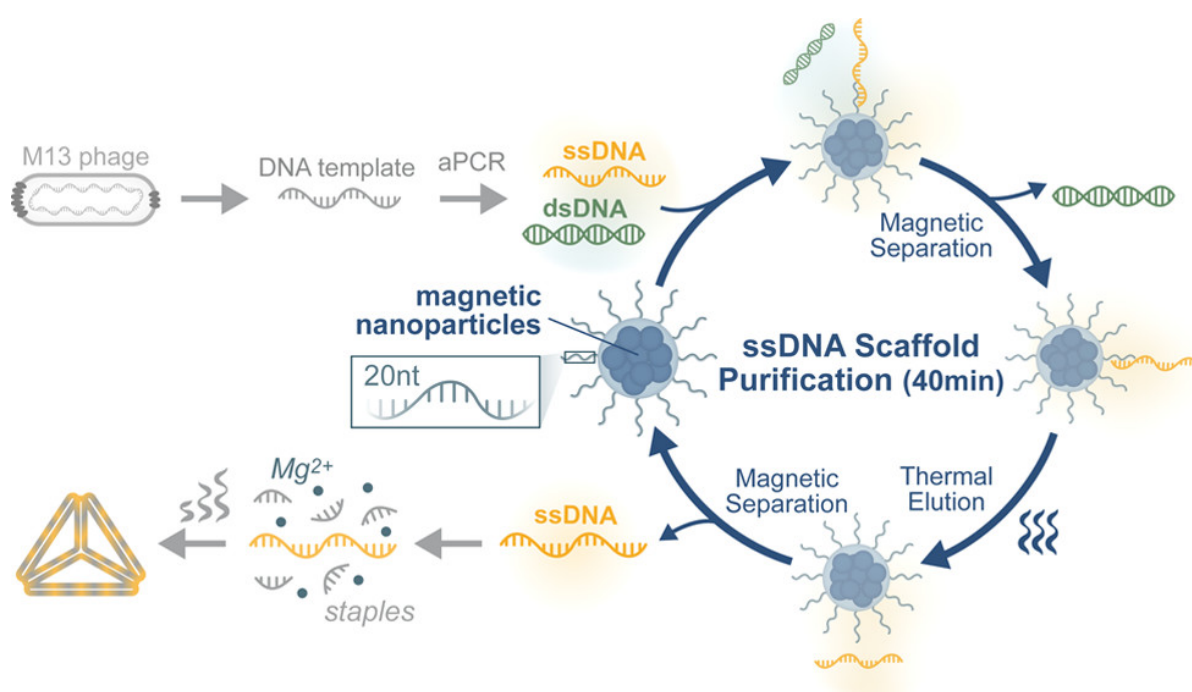 M13 phage
DNA template
aPCR
ssDNA
dsDNA
Magnetic
Separation
magnetic
nanoparticles
20nt
ssDNA Scaffold
Purification (40min)
Thermal
Elution
Magnetic
Separation
ssDNA
Mg²⁺
staples